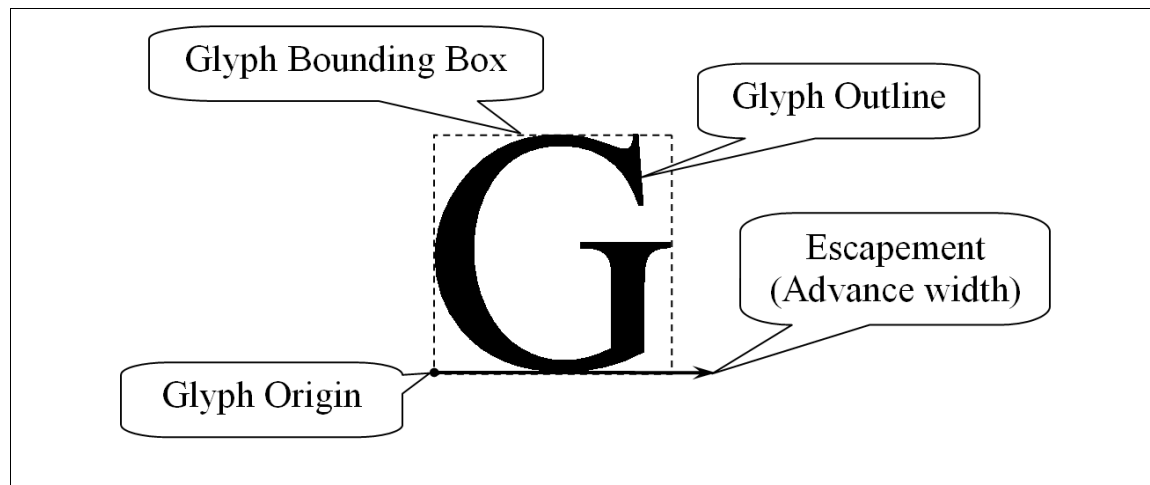 Glyph Bounding Box
Glyph Outline
G
Escapement
(Advance width)
Glyph Origin